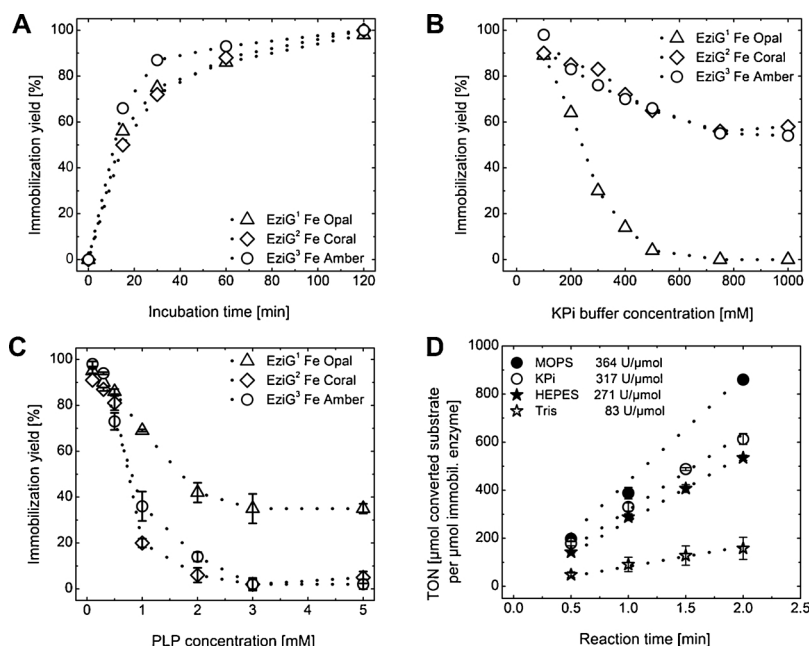 A
Immobilization yield [%]
100
80
60
40
20
0
EziG¹ Fe Opal
EziG² Fe Coral
EziG³ Fe Amber
0 20 40 60 80 100 120
Incubation time [min]
B
Immobilization yield [%]
100
80
60
40
20
0
EziG¹ Fe Opal
EziG² Fe Coral
EziG³ Fe Amber
0 200 400 600 800 1000
KPi buffer concentration [mM]
C
Immobilization yield [%]
100
80
60
40
20
0
EziG¹ Fe Opal
EziG² Fe Coral
EziG³ Fe Amber
0 1 2 3 4 5
PLP concentration [mM]
D
TON [µmol converted substrate
per µmol immobil. enzyme]
1000
800
600
400
200
0
MOPS 364 U/µmol
KPi 317 U/µmol
HEPES 271 U/µmol
Tris 83 U/µmol
0.0 0.5 1.0 1.5 2.0
Reaction time [min]